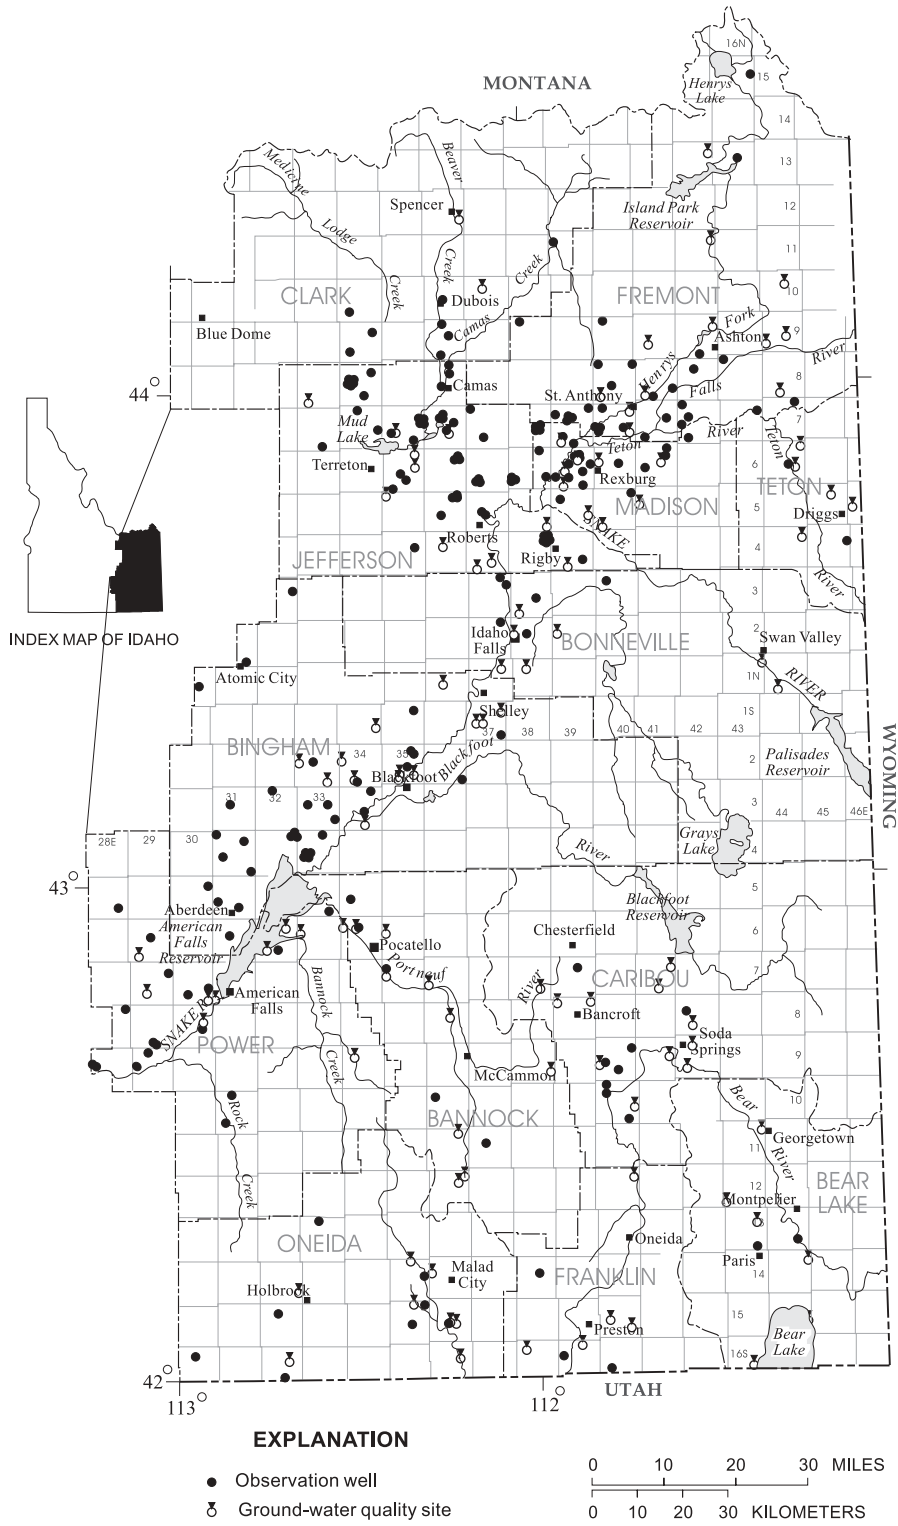 16N
15
Henrys
Lake
MONTANA
14
13
Medicine
Beaver
Spencer
Island Park
Reservoir
12
Lodge
11
Creek
Creek
Creek
CLARK
Dubois
FREMONT
10
Blue Dome
Camas
Fork
Ashton
9
River
44°
Camas
Henrys
St. Anthony
Falls
8
Mud
Lake
River
Teton
Teton
7
Terreton
Rexburg
6
TETON
MADISON
Driggs
5
Roberts
SNAKE
Rigby
4
JEFFERSON
River
3
INDEX MAP OF IDAHO
Idaho
Falls
BONNEVILLE
2
Swan Valley
Atomic City
1N
RIVER
Shelley
1S
37
38
39
40
41
42
43
WYOMING
BINGHAM
34
35
Blackfoot
Blackfoot
2
Palisades
Reservoir
31
32
33
3
44
45
46E
28E
29
30
Grays
Lake
4
River
43°
5
Blackfoot
Reservoir
Aberdeen
American
Falls
Reservoir
Chesterfield
6
Pocatello
Portneuf
River
CARIBOU
7
Bannock
American
Falls
Bancroft
8
SNAKE R
POWER
Soda
Springs
9
Creek
McCammon
Rock
Bear
10
BANNOCK
Georgetown
11
River
Creek
12
BEAR
LAKE
Montpelier
13
ONEIDA
Oneida
Paris
14
Malad
City
FRANKLIN
Holbrook
Preston
15
Bear
Lake
16S
42°
113°
112°
UTAH
EXPLANATION
Observation well
Ground-water quality site
0 10 20 30 MILES
0 10 20 30 KILOMETERS